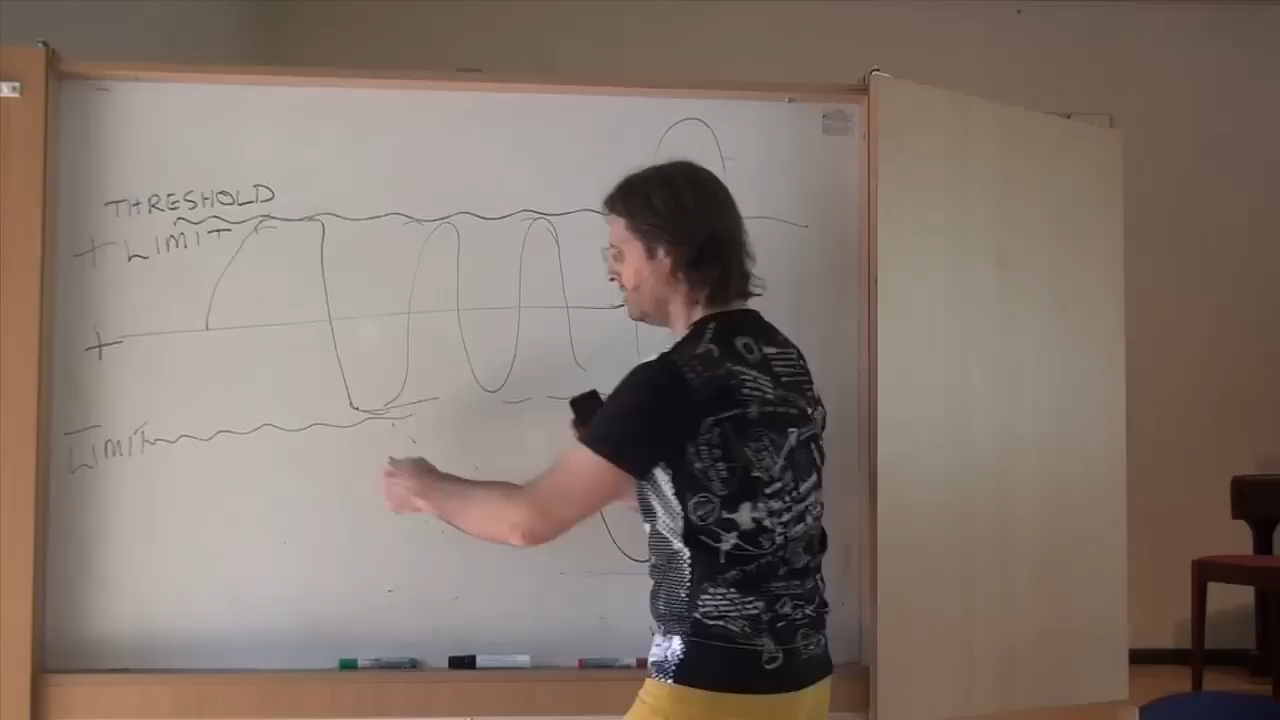 THRESHOLD
+ LIMIT
+
- LIMIT